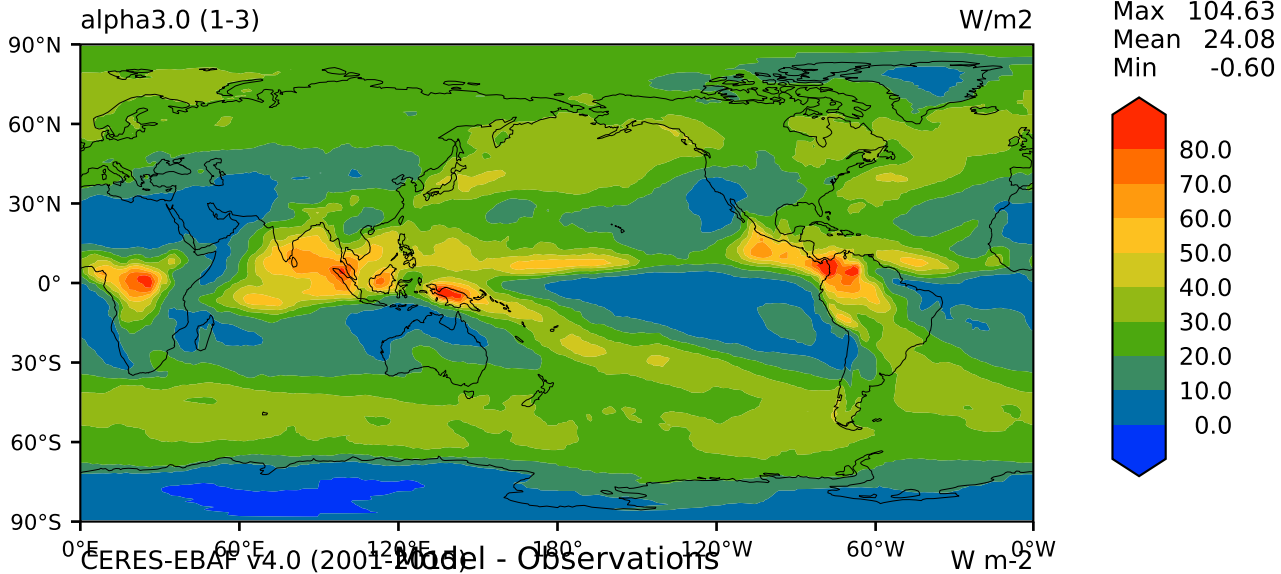 alpha3.0 (1-3)
W/m2
Max 104.63
Mean 24.08
Min -0.60
90°N
60°N
30°N
0°
30°S
60°S
90°S
0°E 60°E 120°E 180° 120°W 60°W 0°W
80.0
70.0
60.0
50.0
40.0
30.0
20.0
10.0
0.0
CERES-EBAF v4.0 (2001-2015)
Model - Observations
W m-2